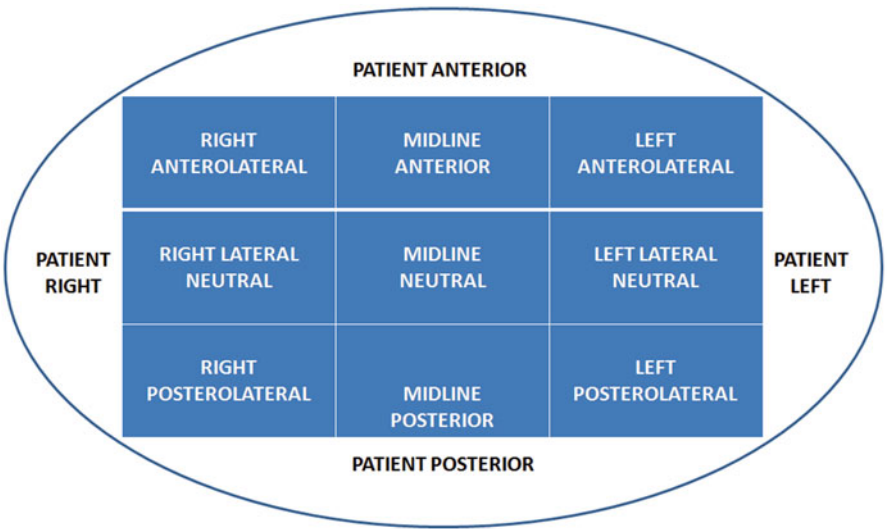 PATIENT ANTERIOR
RIGHT
ANTEROLATERAL
MIDLINE
ANTERIOR
LEFT
ANTEROLATERAL
PATIENT
RIGHT
RIGHT LATERAL
NEUTRAL
MIDLINE
NEUTRAL
LEFT LATERAL
NEUTRAL
PATIENT
LEFT
RIGHT
POSTEROLATERAL
MIDLINE
POSTERIOR
LEFT
POSTEROLATERAL
PATIENT POSTERIOR